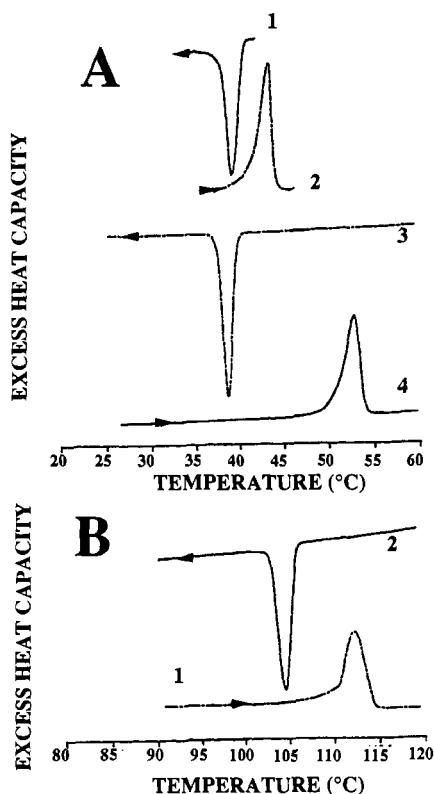 A
1
2
3
4
EXCESS HEAT CAPACITY
20 25 30 35 40 45 50 55 60
TEMPERATURE (°C)
B
2
1
EXCESS HEAT CAPACITY
80 85 90 95 100 105 110 115 120
TEMPERATURE (°C)